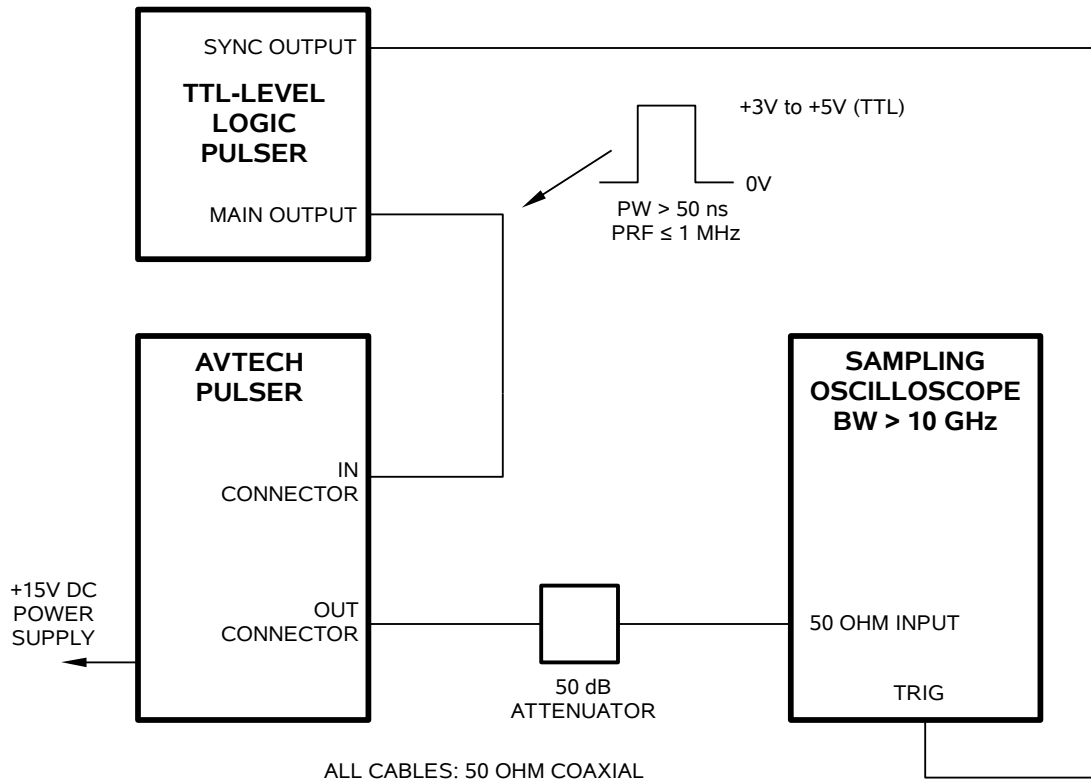 SYNC OUTPUT
TTL-LEVEL
LOGIC
PULSER
MAIN OUTPUT
+3V to +5V (TTL)
0V
PW > 50 ns
PRF ≤ 1 MHz
AVTECH
PULSER
IN
CONNECTOR
OUT
CONNECTOR
+15V DC
POWER
SUPPLY
50 dB
ATTENUATOR
SAMPLING
OSCILLOSCOPE
BW > 10 GHz
50 OHM INPUT
TRIG
ALL CABLES: 50 OHM COAXIAL